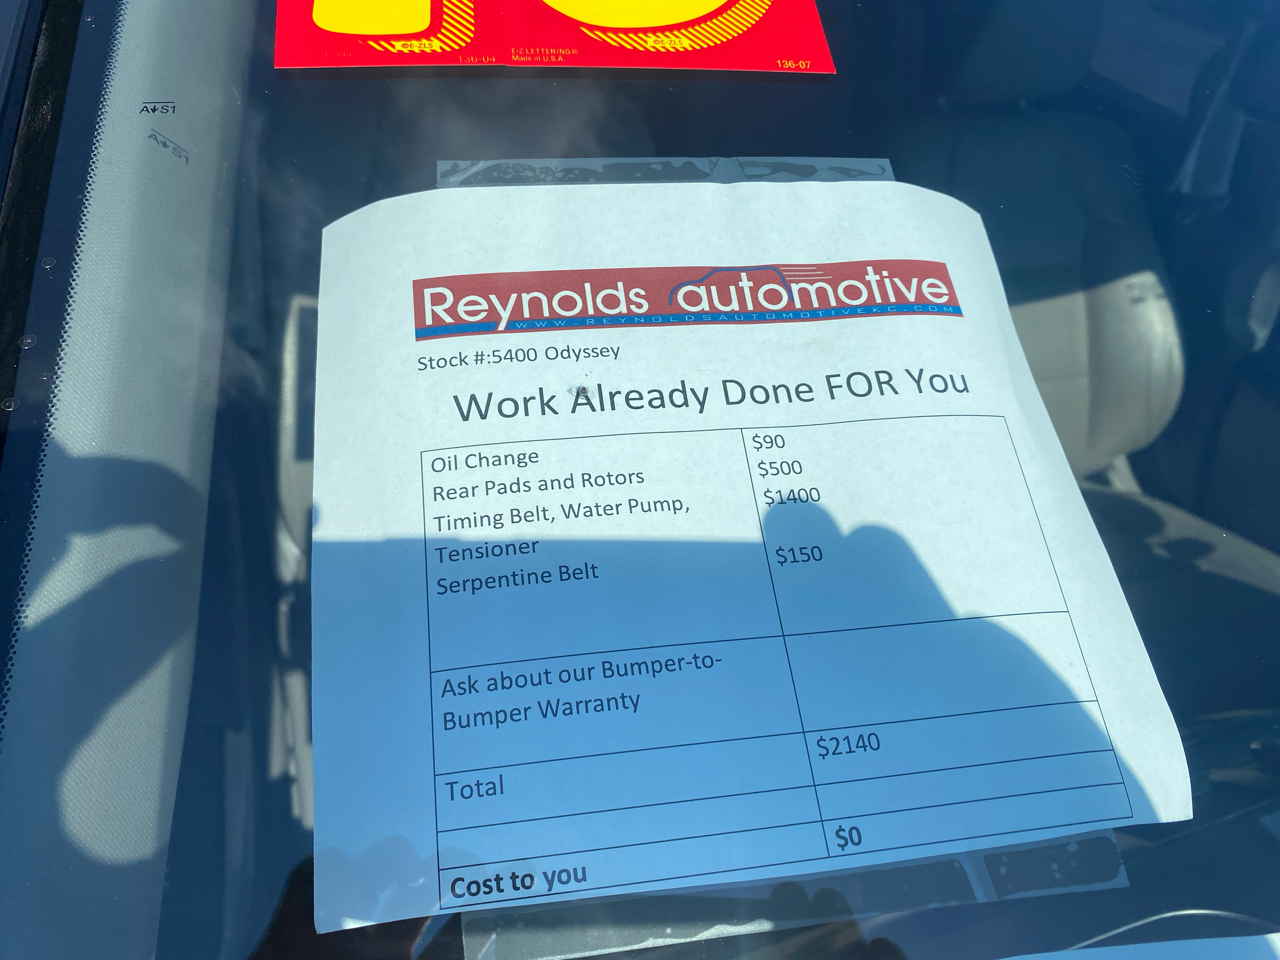 ©E-ZLS
©E-ZLS
136-04
E-Z LETTERING®
Made in U.S.A.
136-07
A S1
Reynolds automotive
WWW.REYNOLDSAUTOMOTIVEKC.COM
Stock #:5400 Odyssey
Work Already Done FOR You
Oil Change $90
Rear Pads and Rotors $500
Timing Belt, Water Pump, $1400
Tensioner
Serpentine Belt $150
Ask about our Bumper-to-
Bumper Warranty
Total $2140
Cost to you $0